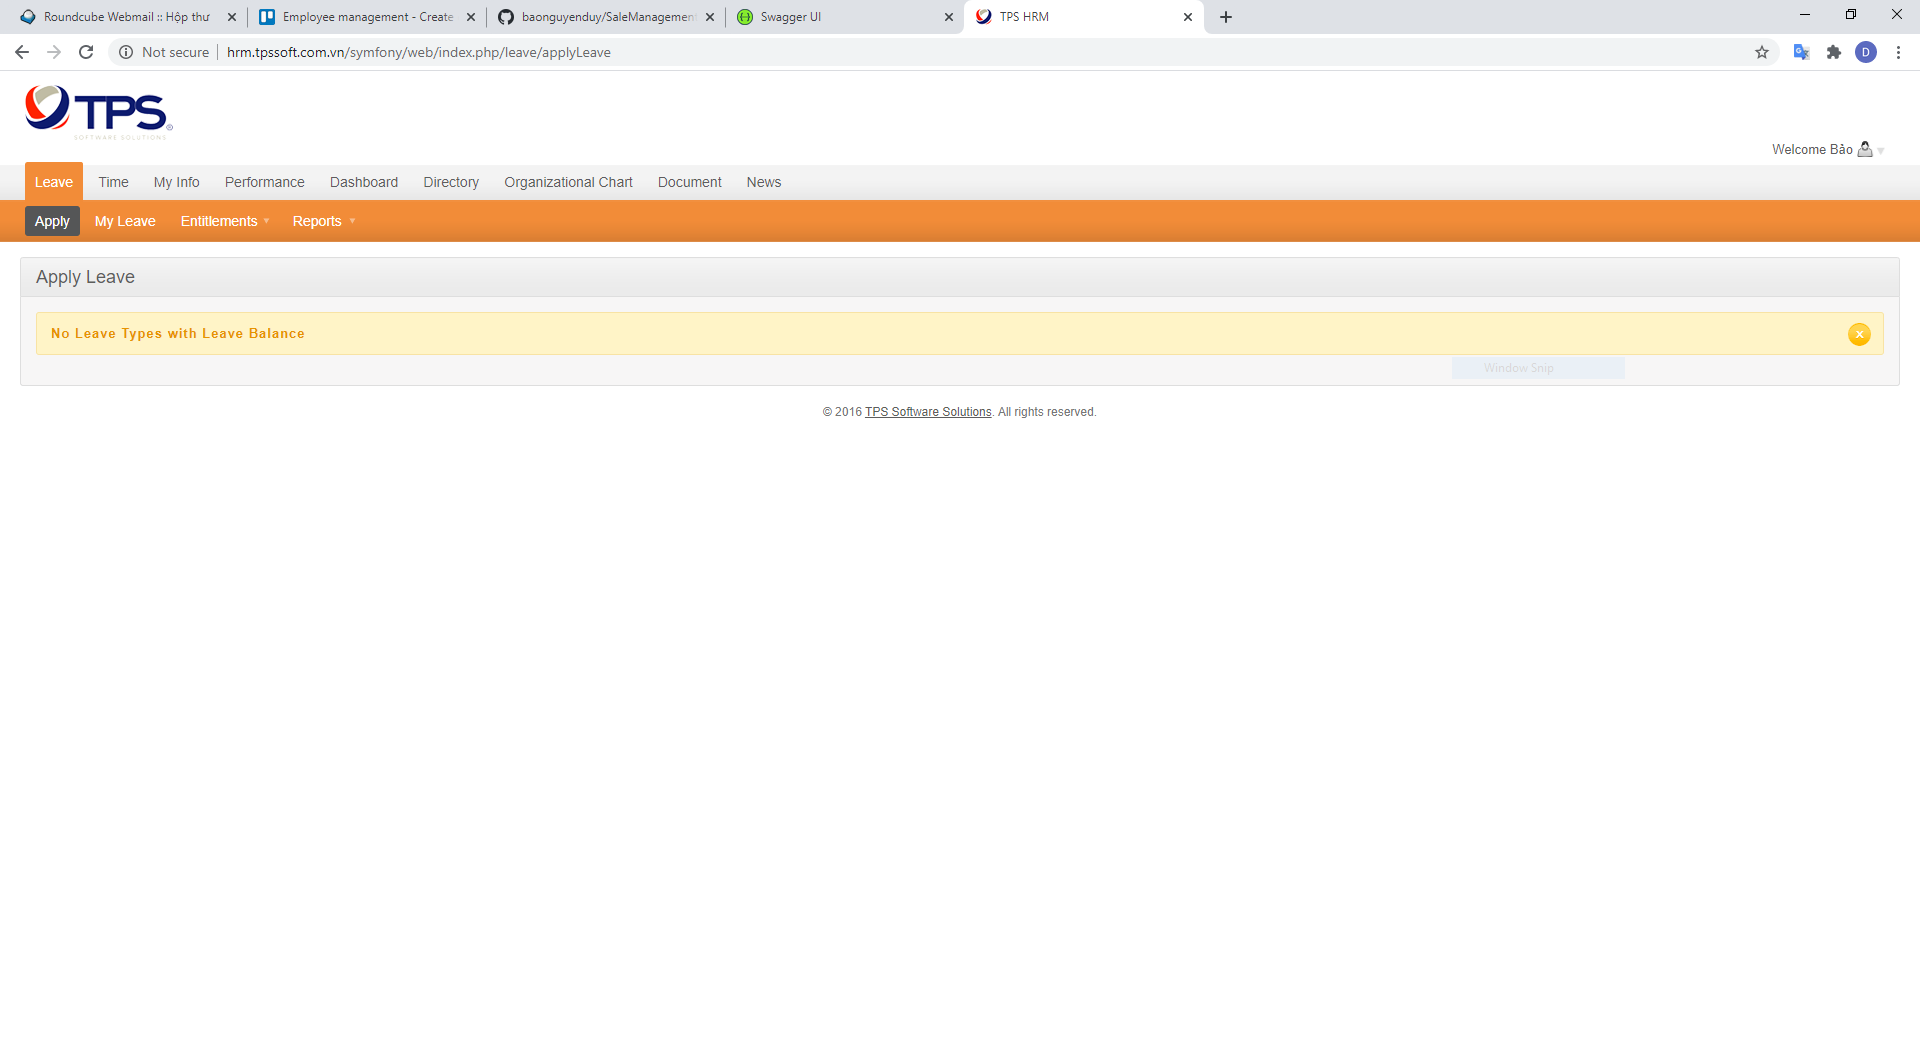 Roundcube Webmail :: Hộp thư
Employee management - Create
baonguyenduy/SaleManagement
Swagger UI
TPS HRM
Not secure
hrm.tpssoft.com.vn/symfony/web/index.php/leave/applyLeave
D
TPS
SOFTWARE SOLUTIONS
Welcome Bảo
Leave Time My Info Performance Dashboard Directory Organizational Chart Document News
Apply My Leave Entitlements Reports
Apply Leave
No Leave Types with Leave Balance
Window Snip
© 2016 TPS Software Solutions. All rights reserved.